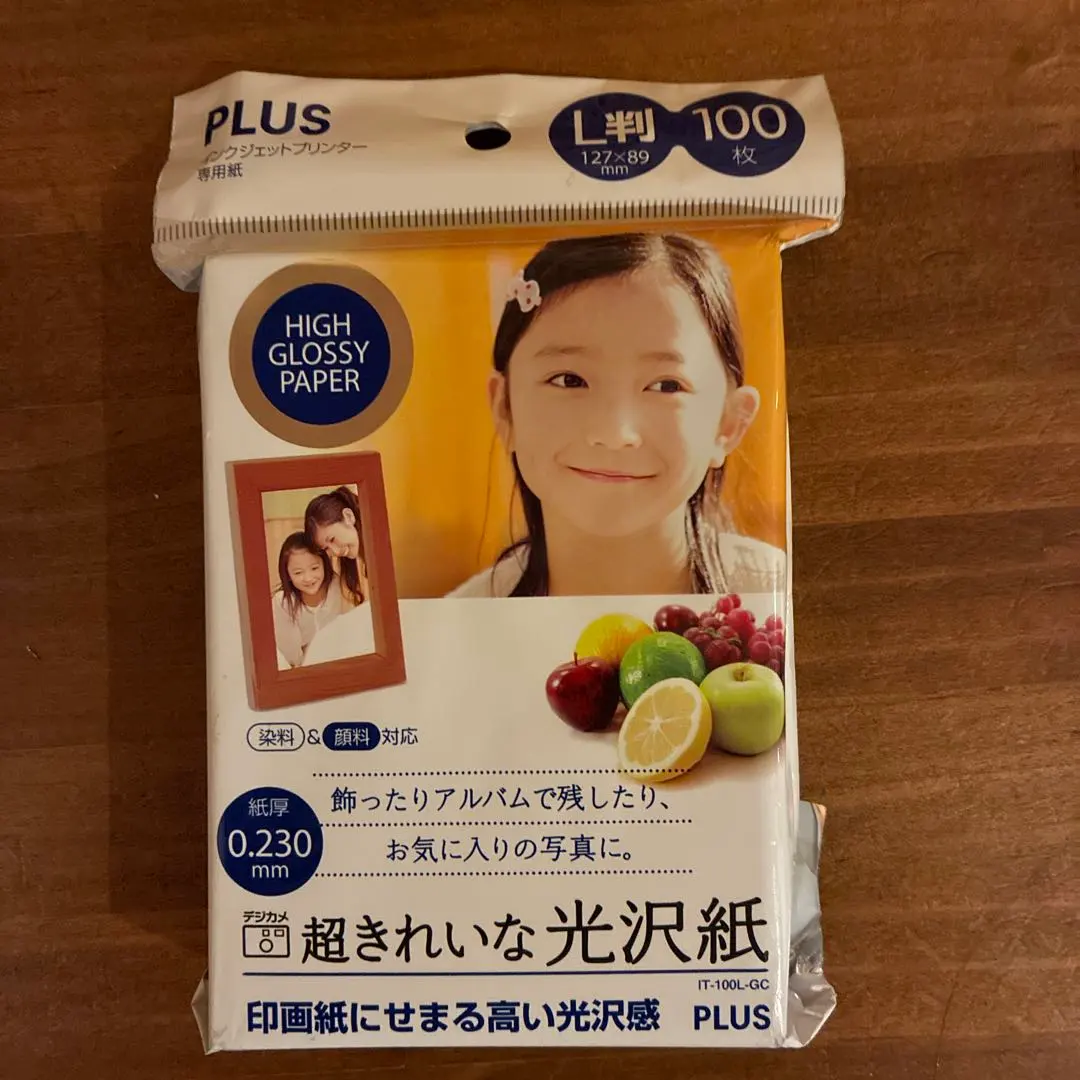 PLUS
インクジェットプリンター
専用紙
L判
127×89
mm
100
枚
HIGH
GLOSSY
PAPER
染料&顔料対応
紙厚
0.230
mm
飾ったりアルバムで残したり、
お気に入りの写真に。
デジカメ
超きれいな光沢紙
IT-100L-GC
印画紙にせまる高い光沢感 PLUS